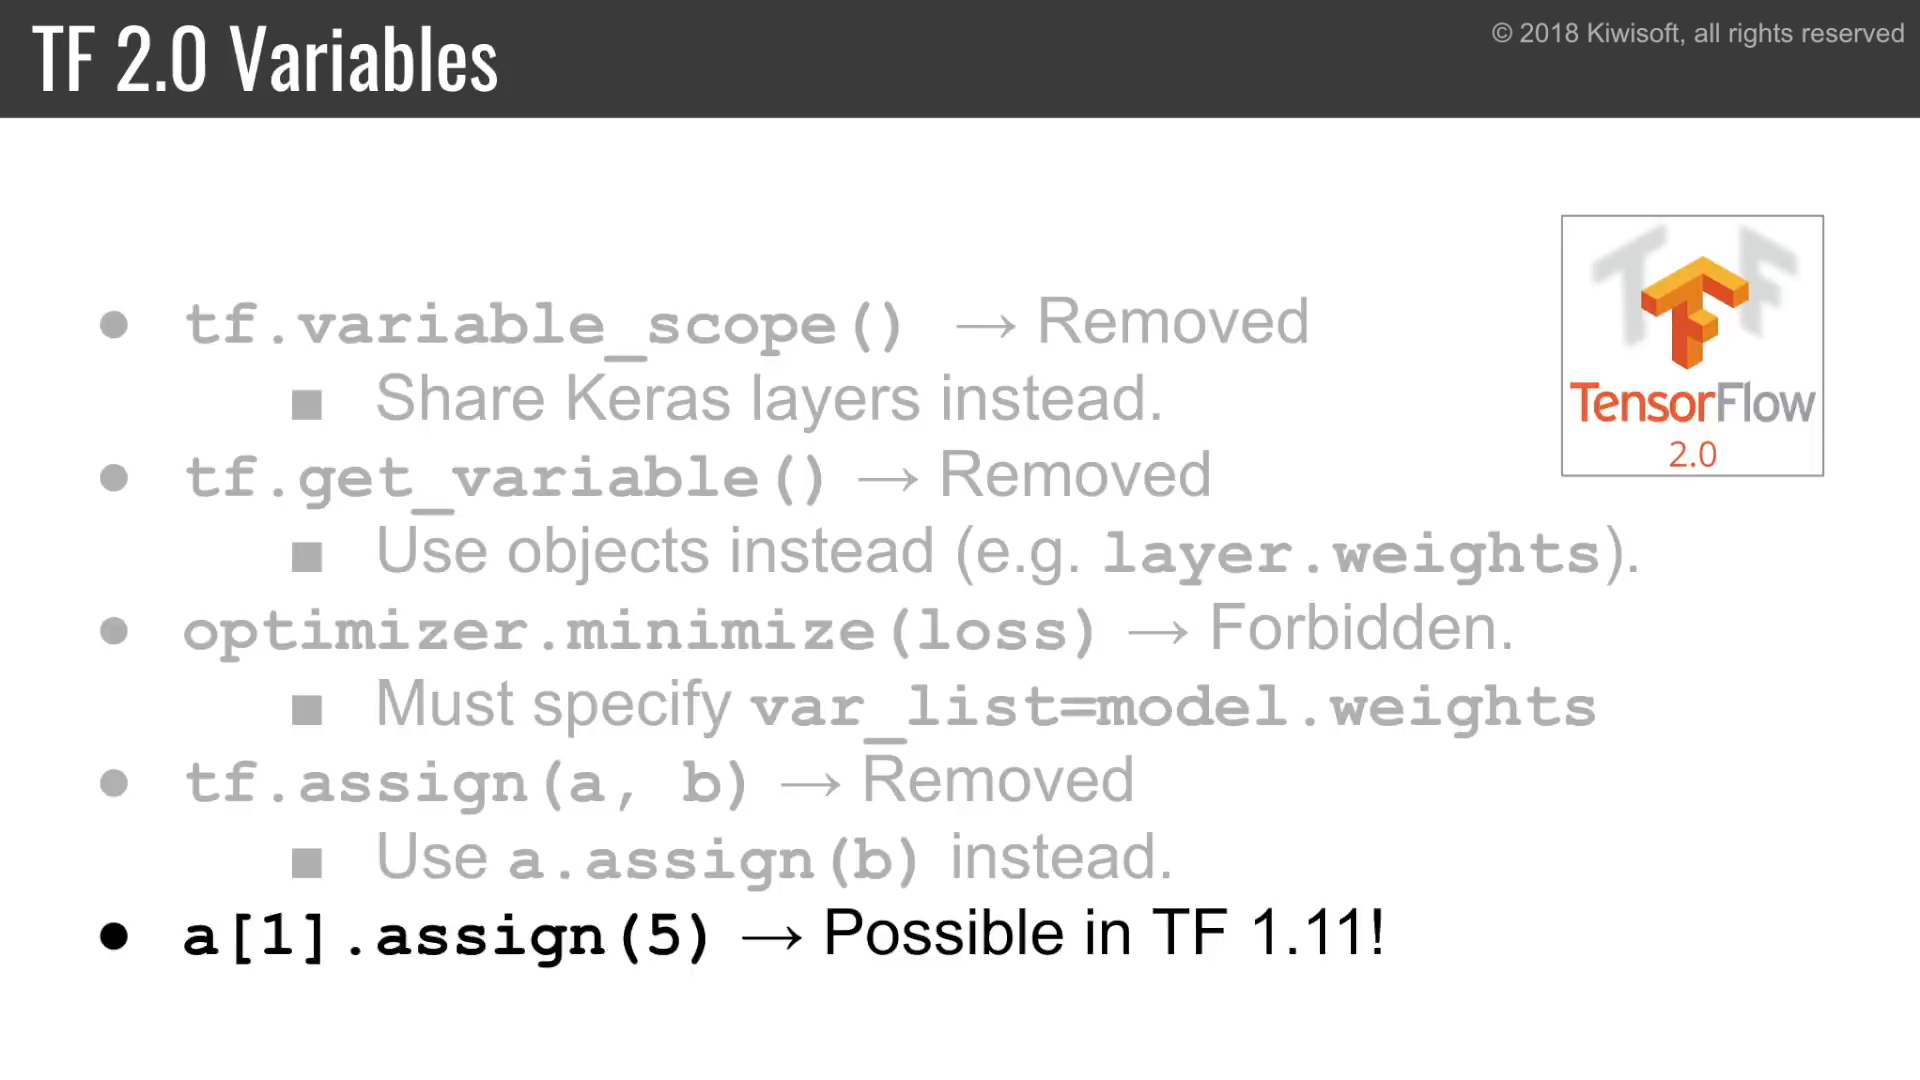 TF 2.0 Variables
© 2018 Kiwisoft, all rights reserved
● tf.variable_scope() → Removed
■ Share Keras layers instead.
● tf.get_variable() → Removed
■ Use objects instead (e.g. layer.weights).
● optimizer.minimize(loss) → Forbidden.
■ Must specify var_list=model.weights
● tf.assign(a, b) → Removed
■ Use a.assign(b) instead.
● a[1].assign(5) → Possible in TF 1.11!
TensorFlow
2.0